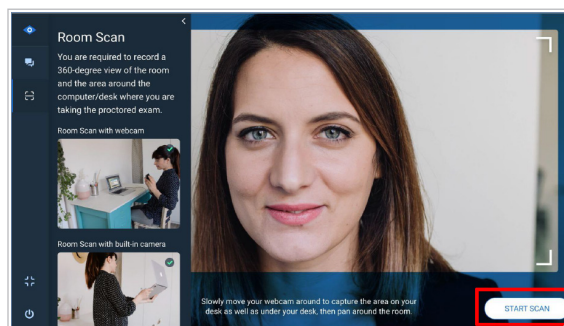 Room Scan
You are required to record a
360-degree view of the room
and the area around the
computer/desk where you are
taking the proctored exam.
Room Scan with webcam
Room Scan with built-in camera
Slowly move your webcam around to capture the area on your
desk as well as under your desk, then pan around the room.
START SCAN